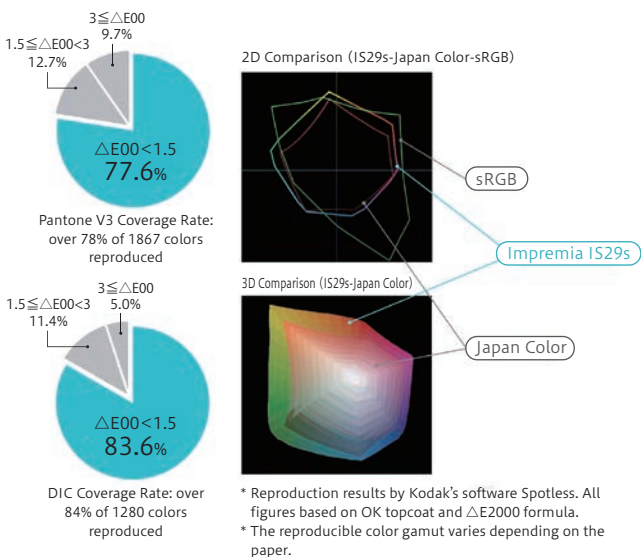 3≦△E00
9.7%
1.5≦△E00<3
12.7%
△E00<1.5
77.6%
Pantone V3 Coverage Rate:
over 78% of 1867 colors
reproduced
3≦△E00
5.0%
1.5≦△E00<3
11.4%
△E00<1.5
83.6%
DIC Coverage Rate: over
84% of 1280 colors
reproduced
2D Comparison (IS29s-Japan Color-sRGB)
sRGB
Impremia IS29s
3D Comparison (IS29s-Japan Color)
Japan Color
* Reproduction results by Kodak’s software Spotless. All
figures based on OK topcoat and △E2000 formula.
* The reproducible color gamut varies depending on the
paper.